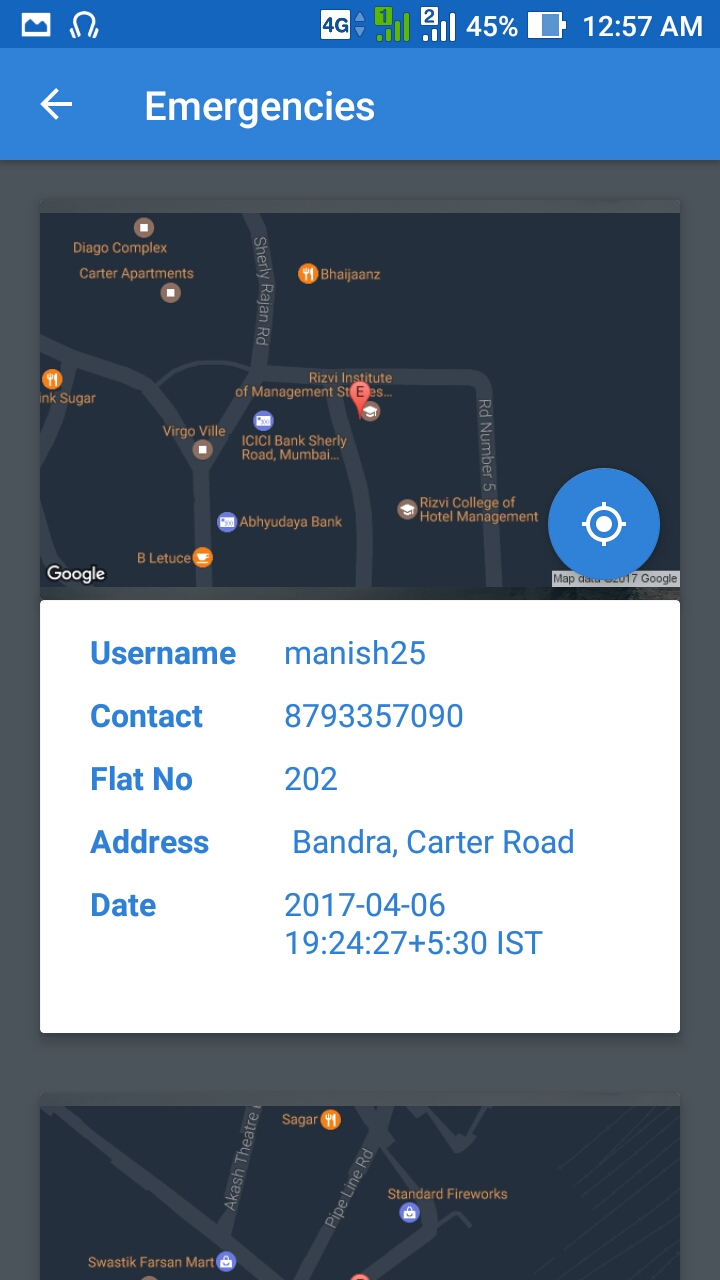 4G 1 2 45% 12:57 AM
Emergencies
Diago Complex
Carter Apartments
Sherly Rajan Rd
Bhaijaanz
Rizvi Institute
of Management St es...
E
ink Sugar
Virgo Ville
ICICI Bank Sherly
Road, Mumbai...
Rd Number 5
Rizvi College of
Hotel Management
Abhyudaya Bank
B Letuce
Google
Map data ©2017 Google
Username manish25
Contact 8793357090
Flat No 202
Address Bandra, Carter Road
Date 2017-04-06
19:24:27+5:30 IST
Sagar
Akash Theatre
Pipe Line Rd
Standard Fireworks
Swastik Farsan Mart